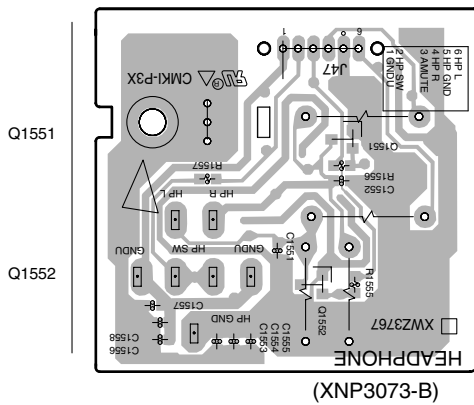 Q1551
Q1552
CMKI-P3X
1
6
J47
6 HP L
5 HP GND
4 HP R
3 AMUTE
2 HP SW
1 GNDU
R1557
Q1551
R1556
C1552
HP L
HP R
GNDU
HP SW
GNDU
C1551
R1555
C1557
HP GND
Q1552
C1558
C1556
C1553
C1554
C1555
XWZ3767
HEADPHONE
(XNP3073-B)